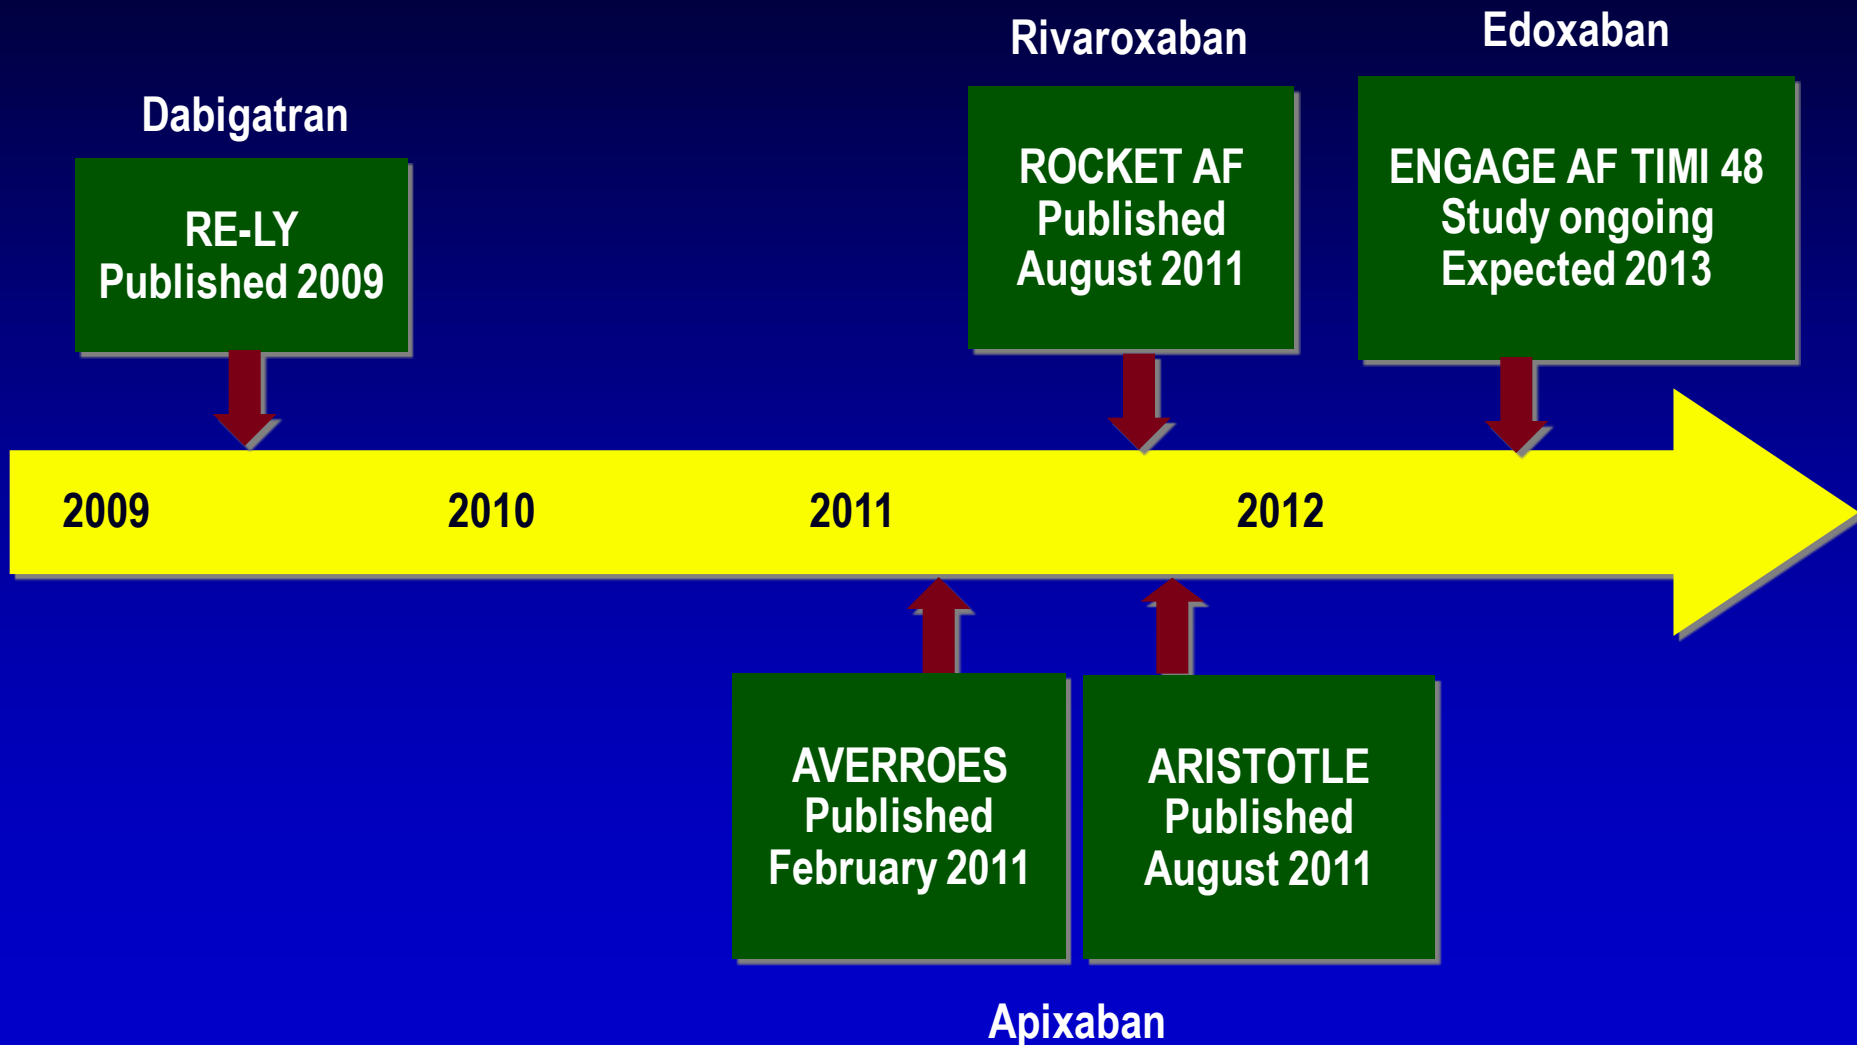 Dabigatran
RE-LY
Published 2009
Rivaroxaban
ROCKET AF
Published
August 2011
Edoxaban
ENGAGE AF TIMI 48
Study ongoing
Expected 2013
2009
2010
2011
2012
AVERROES
Published
February 2011
ARISTOTLE
Published
August 2011
Apixaban